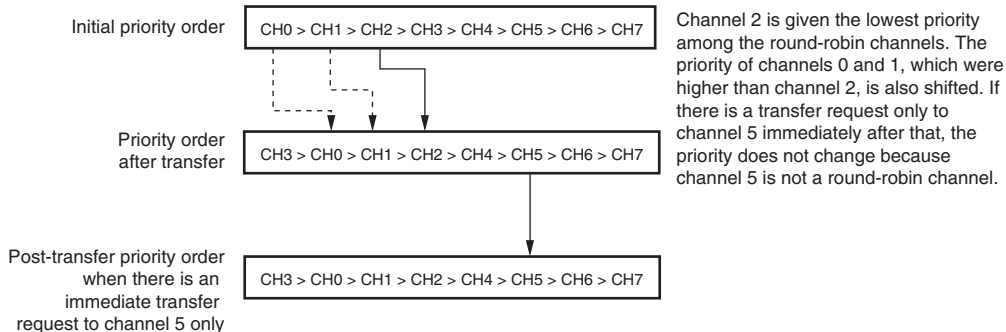 Initial priority order
CH0 > CH1 > CH2 > CH3 > CH4 > CH5 > CH6 > CH7
Channel 2 is given the lowest priority
among the round-robin channels. The
priority of channels 0 and 1, which were
higher than channel 2, is also shifted. If
there is a transfer request only to
channel 5 immediately after that, the
priority does not change because
channel 5 is not a round-robin channel.
Priority order
after transfer
CH3 > CH0 > CH1 > CH2 > CH4 > CH5 > CH6 > CH7
Post-transfer priority order
when there is an
immediate transfer
request to channel 5 only
CH3 > CH0 > CH1 > CH2 > CH4 > CH5 > CH6 > CH7